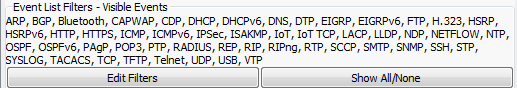 Event List Filters - Visible Events
ARP, BGP, Bluetooth, CAPWAP, CDP, DHCP, DHCPv6, DNS, DTP, EIGRP, EIGRPv6, FTP, H.323, HSRP,
HSRPv6, HTTP, HTTPS, ICMP, ICMPv6, IPSec, ISAKMP, IoT, IoT TCP, LACP, LLDP, NDP, NETFLOW, NTP,
OSPF, OSPFv6, PAgP, POP3, PTP, RADIUS, REP, RIP, RIPng, RTP, SCCP, SMTP, SNMP, SSH, STP,
SYSLOG, TACACS, TCP, TFTP, Telnet, UDP, USB, VTP
Edit Filters Show All/None